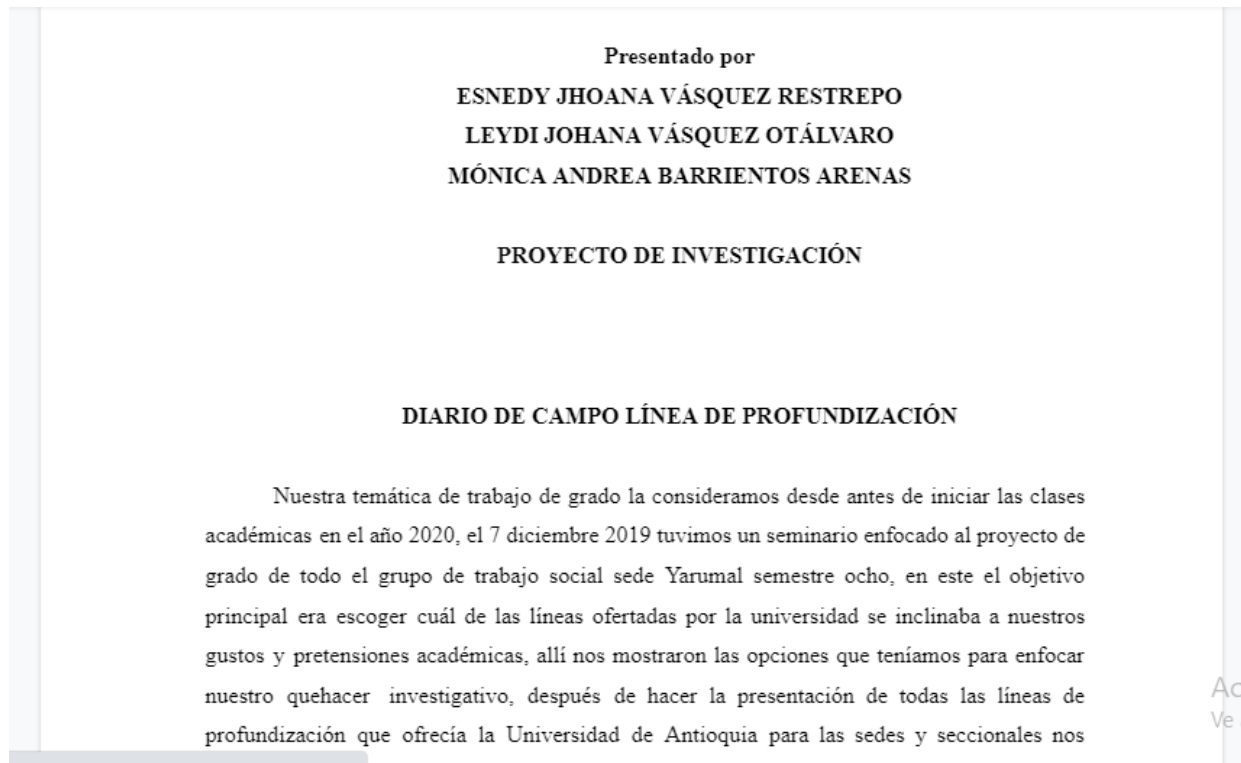 Presentado por
ESNEDY JHOANA VÁSQUEZ RESTREPO
LEYDI JOHANA VÁSQUEZ OTÁLVARO
MÓNICA ANDREA BARRIENTOS ARENAS
PROYECTO DE INVESTIGACIÓN
DIARIO DE CAMPO LÍNEA DE PROFUNDIZACIÓN
Nuestra temática de trabajo de grado la consideramos desde antes de iniciar las clases
académicas en el año 2020, el 7 diciembre 2019 tuvimos un seminario enfocado al proyecto de
grado de todo el grupo de trabajo social sede Yarumal semestre ocho, en este el objetivo
principal era escoger cuál de las líneas ofertadas por la universidad se inclinaba a nuestros
gustos y pretensiones académicas, allí nos mostraron las opciones que teníamos para enfocar
nuestro quehacer investigativo, después de hacer la presentación de todas las líneas de
profundización que ofrecía la Universidad de Antioquia para las sedes y seccionales nos
Ac
Ve